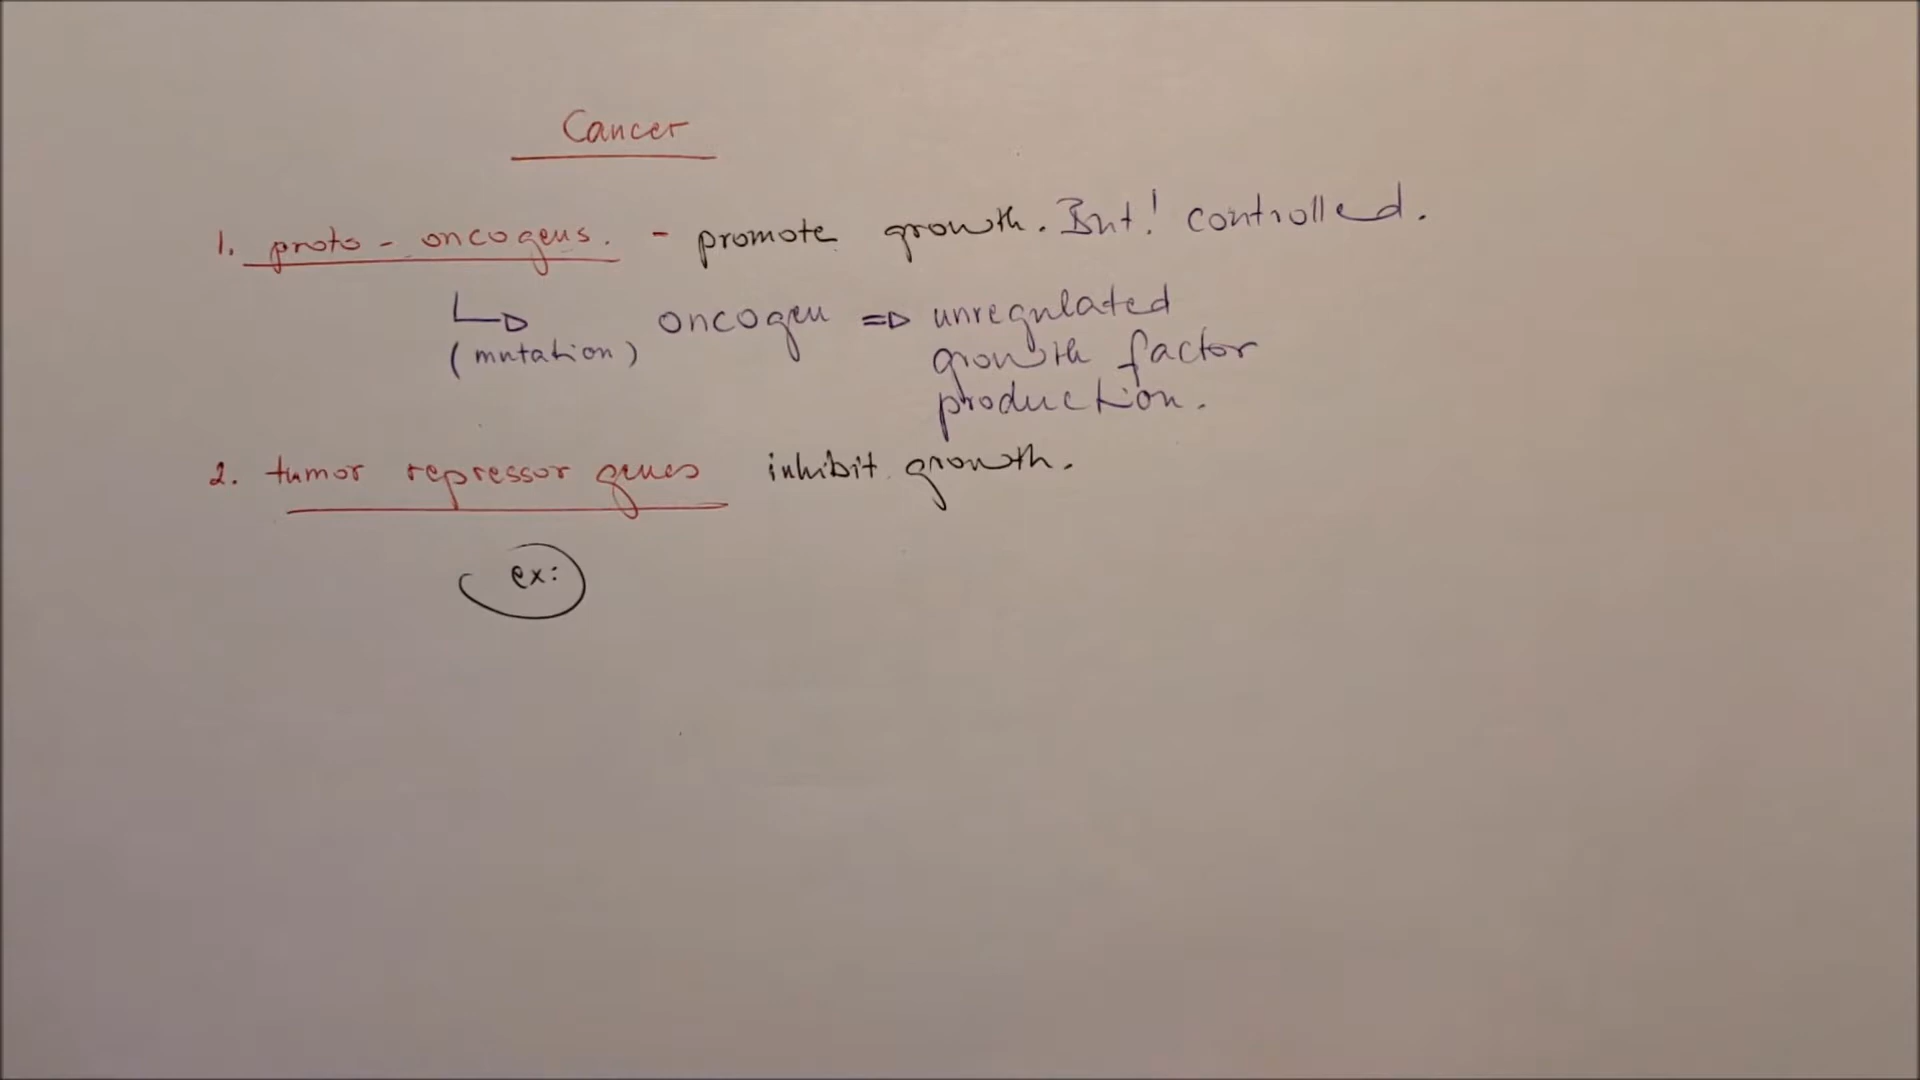 Cancer
1. proto - oncogens. - promote growth. But! controlled.
oncogen ⇒ unregulated
(mutation) growth factor
production.
2. tumor repressor genes inhibit growth.
ex: